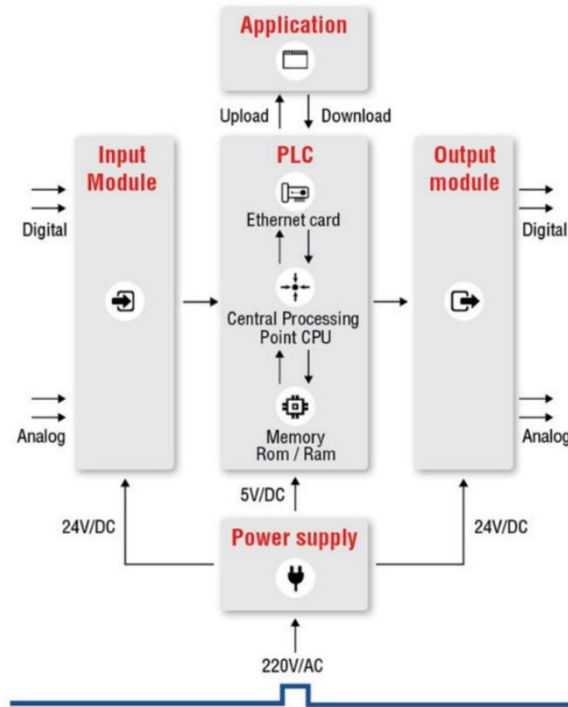 Application
Upload
Download
Input
Module
Digital
Analog
PLC
Ethernet card
Central Processing
Point CPU
Memory
Rom / Ram
Output
module
Digital
Analog
24V/DC
5V/DC
24V/DC
Power supply
220V/AC